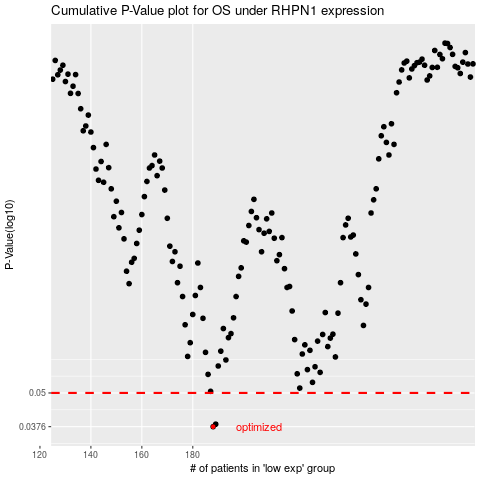 Cumulative P-Value plot for OS under RHPN1 expression
P-Value(log10)
0.05
0.0376
optimized
120 140 160 180
# of patients in 'low exp' group